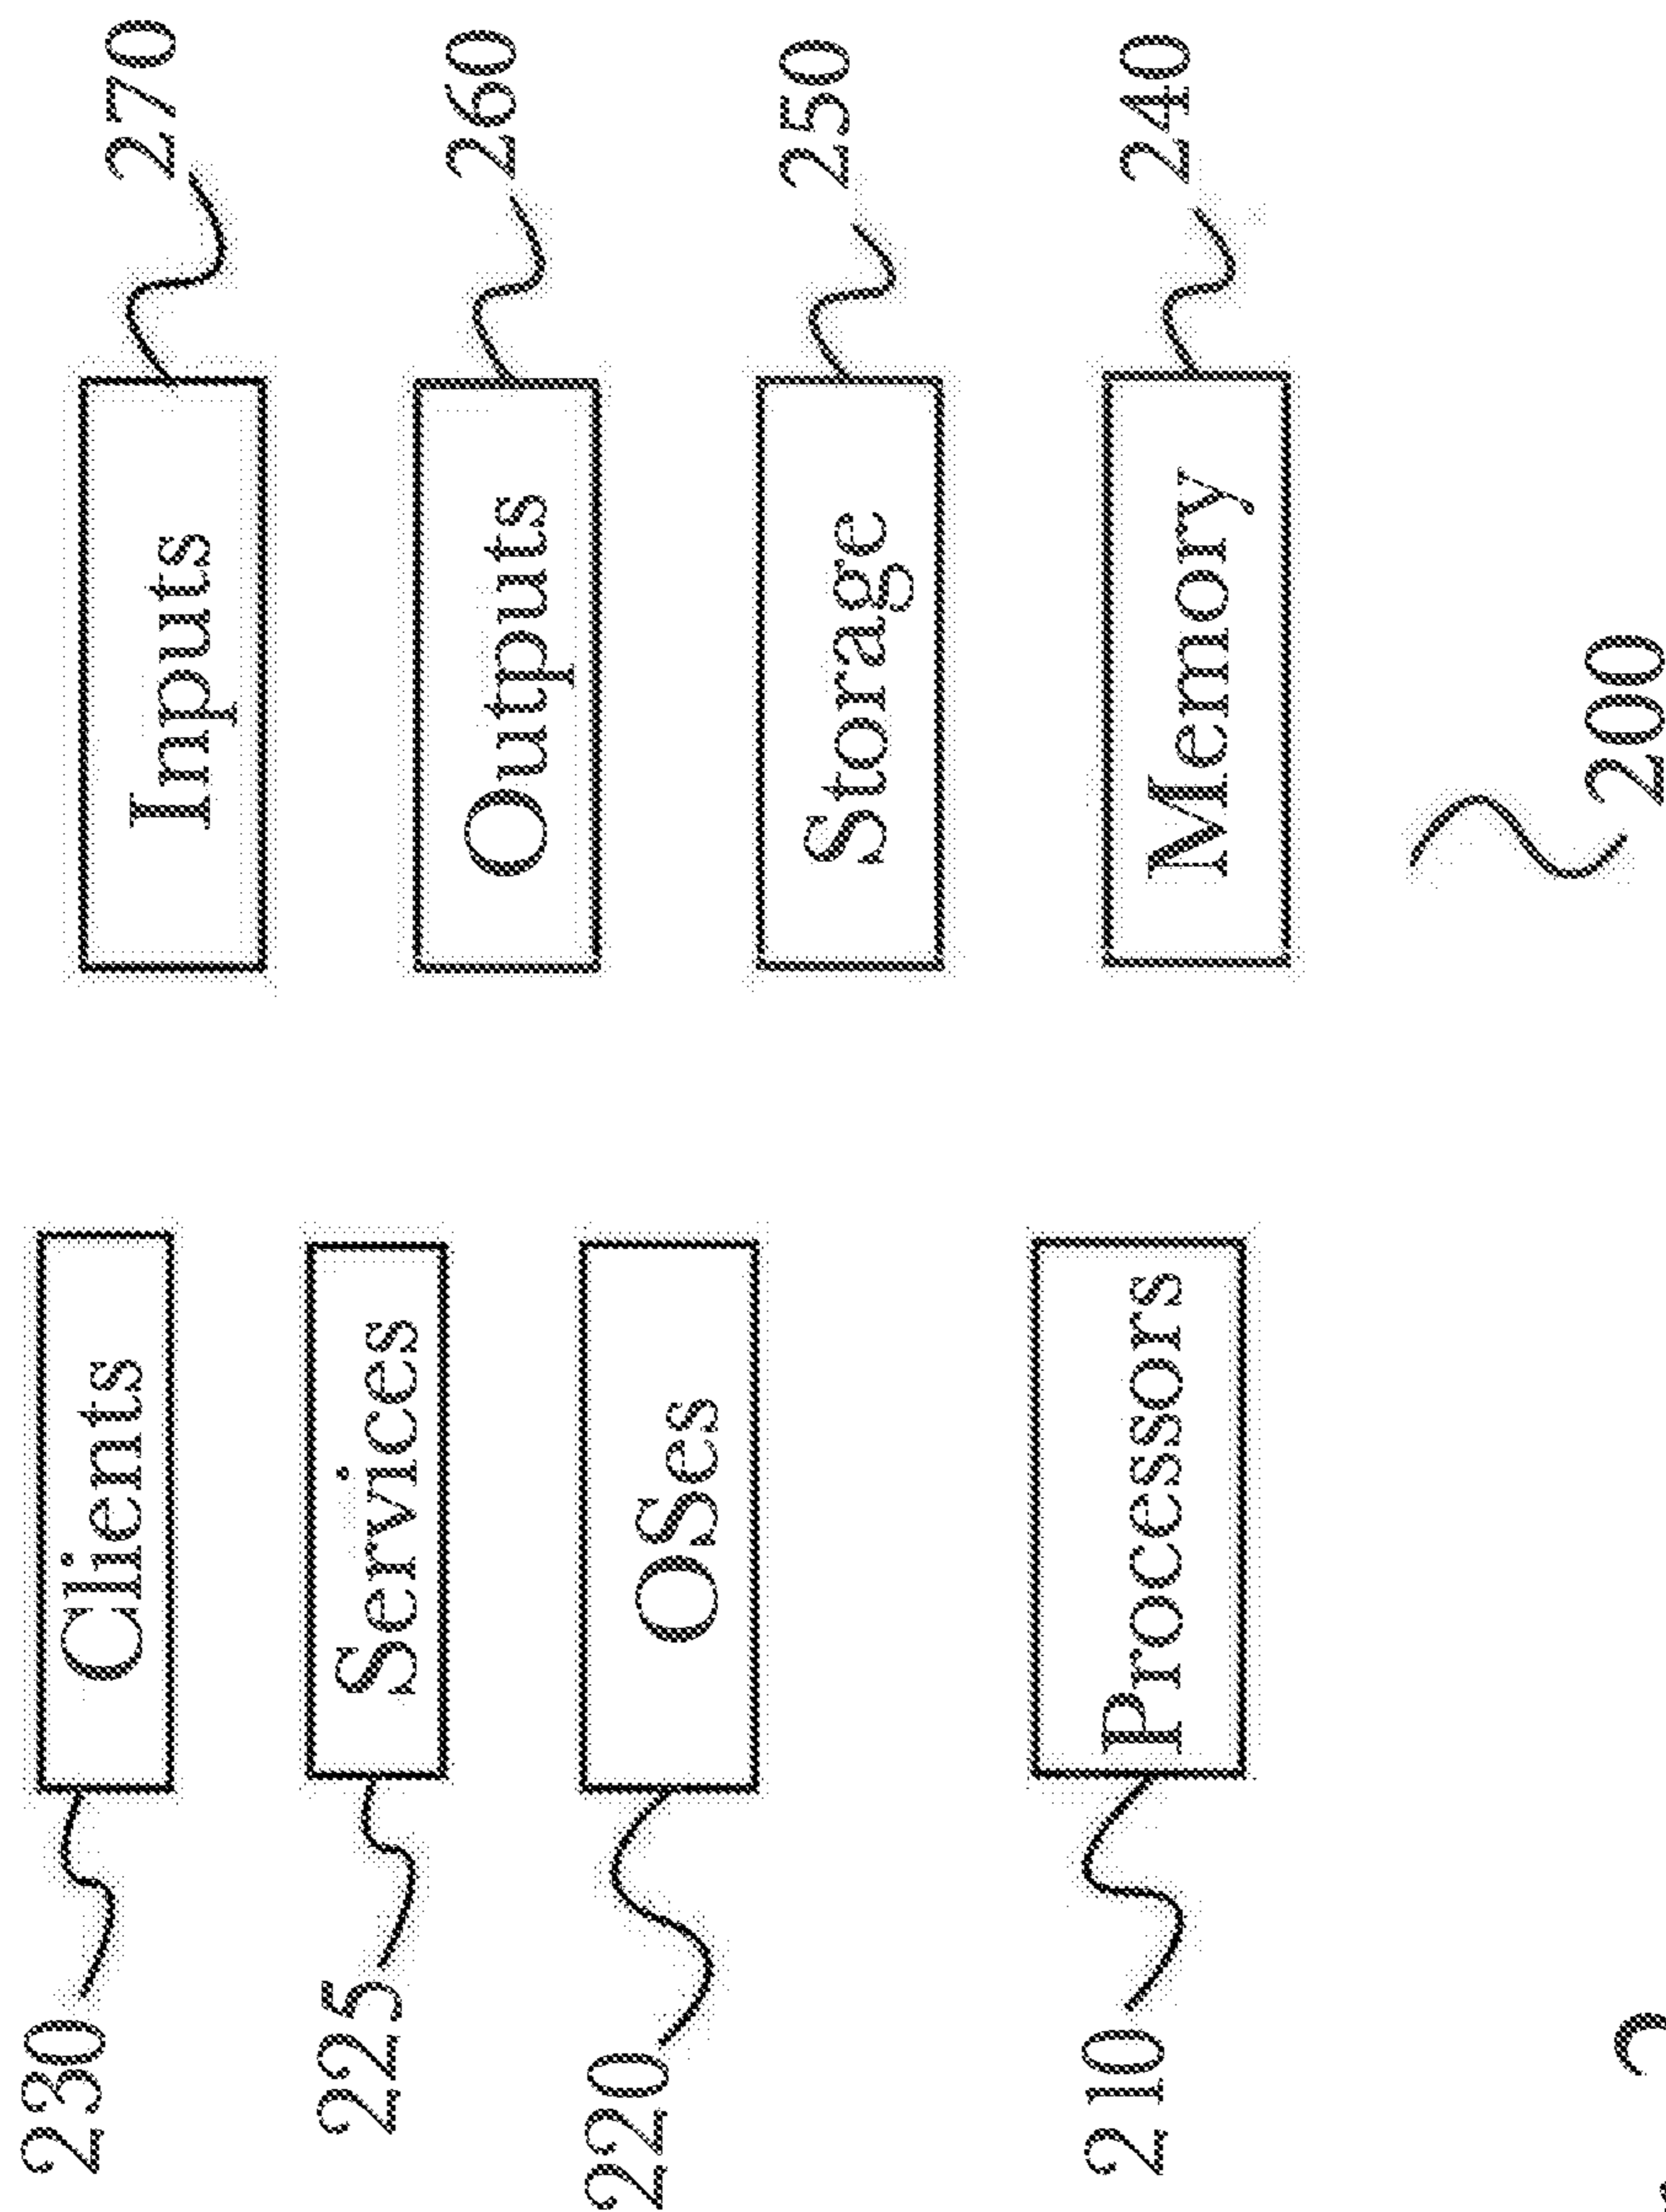 230
Clients
Inputs
270
225
Services
Outputs
260
220
OSes
Storage
250
210
Processors
Memory
240
200